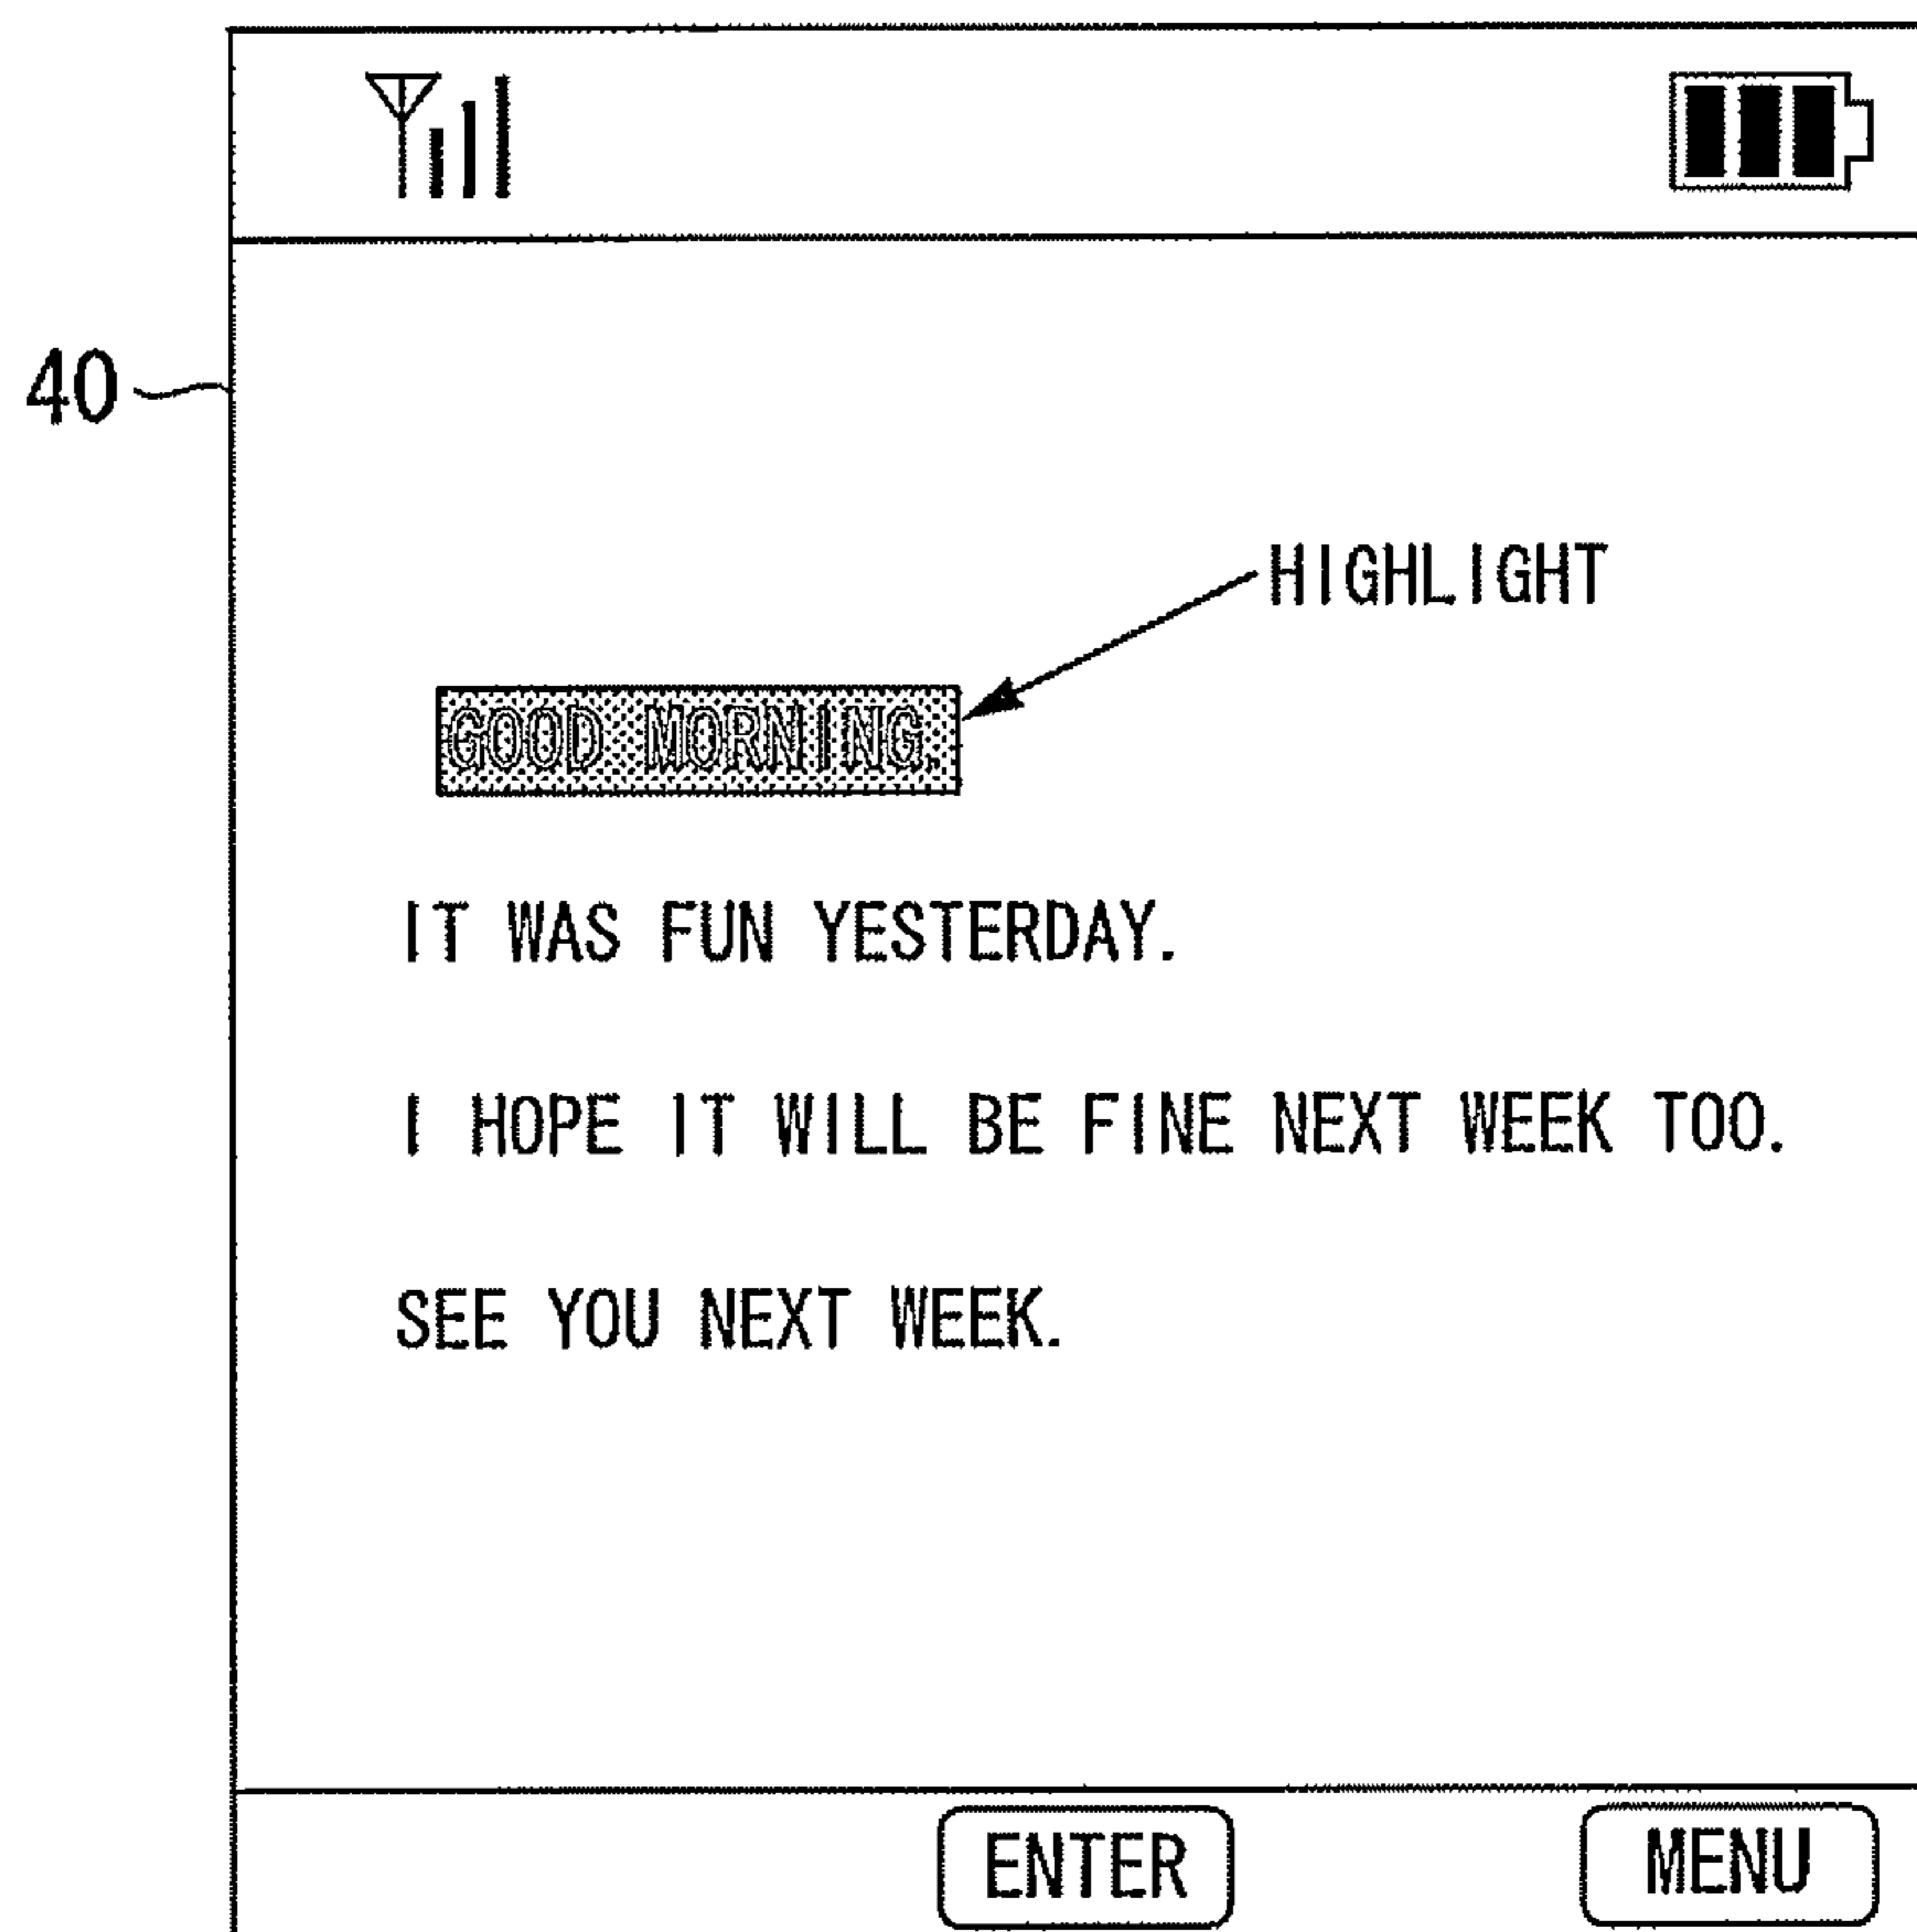 40
HIGHLIGHT
GOOD MORNING.
IT WAS FUN YESTERDAY.
I HOPE IT WILL BE FINE NEXT WEEK TOO.
SEE YOU NEXT WEEK.
ENTER MENU